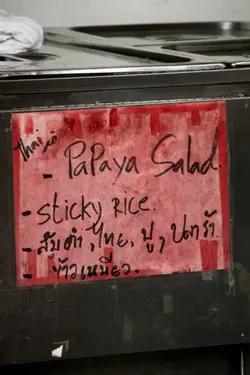 - PaPaya Salad
- Sticky Rice.
- ส้มตำ, ไทย, ปู, ปลาร้า
- ข้าวเหนียว.